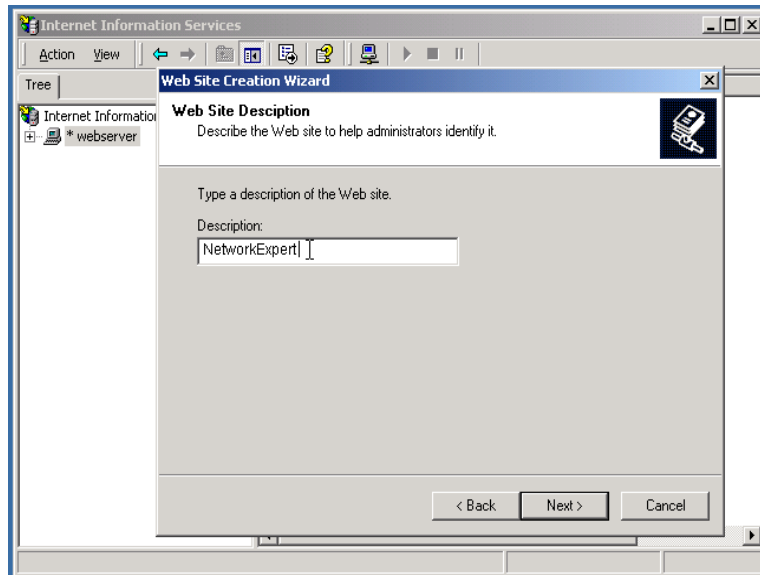 Internet Information Services
Action View
Tree
Internet Informatio
* webserver
Web Site Creation Wizard
Web Site Desciption
Describe the Web site to help administrators identify it.
Type a description of the Web site.
Description:
NetworkExpert
< Back Next > Cancel